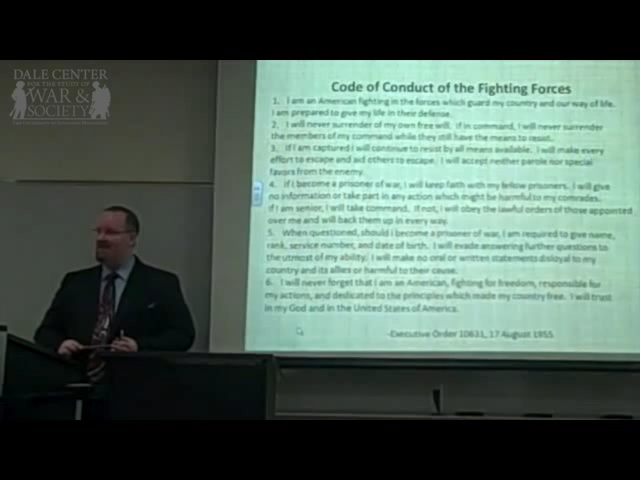 DALE CENTER
FOR THE STUDY OF
WAR &
SOCIETY
Code of Conduct of the Fighting Forces
1. I am an American fighting in the forces which guard my country and our way of life.
I am prepared to give my life in their defense.
2. I will never surrender of my own free will. If in command, I will never surrender
the members of my command while they still have the means to resist.
3. If I am captured I will continue to resist by all means available. I will make every
effort to escape and aid others to escape. I will accept neither parole nor special
favors from the enemy.
4. If I become a prisoner of war, I will keep faith with my fellow prisoners. I will give
no information or take part in any action which might be harmful to my comrades.
If I am senior, I will take command. If not, I will obey the lawful orders of those appointed
over me and will back them up in every way.
5. When questioned, should I become a prisoner of war, I am required to give name,
rank, service number, and date of birth. I will evade answering further questions to
the utmost of my ability. I will make no oral or written statements disloyal to my
country and its allies or harmful to their cause.
6. I will never forget that I am an American, fighting for freedom, responsible for
my actions, and dedicated to the principles which made my country free. I will trust
in my God and in the United States of America.
-Executive Order 10631, 17 August 1955